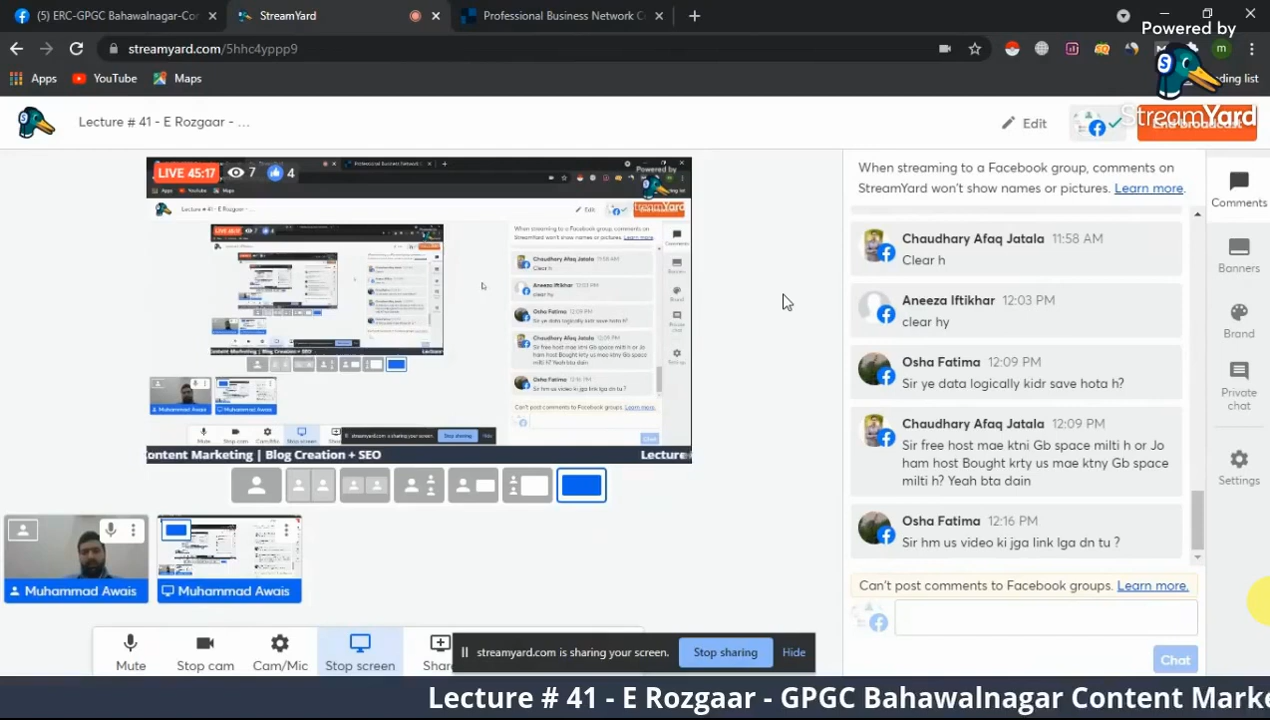 (5) ERC-GPGC Bahawalnagar-Co
StreamYard
Professional Business Network C
Powered by
streamyard.com/5hhc4yppp9
m
Apps
YouTube
Maps
ding list
StreamYard
Lecture # 41 - E Rozgaar - ...
Edit
End broadcast
When streaming to a Facebook group, comments on
StreamYard won't show names or pictures. Learn more.
Comments
Banners
Brand
Private
chat
Settings
LIVE 45:17 7 4
Powered by
Chaudhary Afaq Jatala 11:58 AM
Clear h
Aneeza Iftikhar 12:03 PM
clear hy
Osha Fatima 12:09 PM
Sir ye data logically kidr save hota h?
Chaudhary Afaq Jatala 12:09 PM
Sir free host mae ktni Gb space milti h or Jo
ham host Bought krty us mae ktny Gb space
milti h? Yeah bta dain
Osha Fatima 12:16 PM
Sir hm us video ki jga link lga dn tu ?
Can't post comments to Facebook groups. Learn more.
Chat
Content Marketing | Blog Creation + SEO
Lecture
Muhammad Awais
Muhammad Awais
Mute
Stop cam
Cam/Mic
Stop screen
Shar
streamyard.com is sharing your screen.
Stop sharing
Hide
Lecture # 41 - E Rozgaar - GPGC Bahawalnagar Content Marke